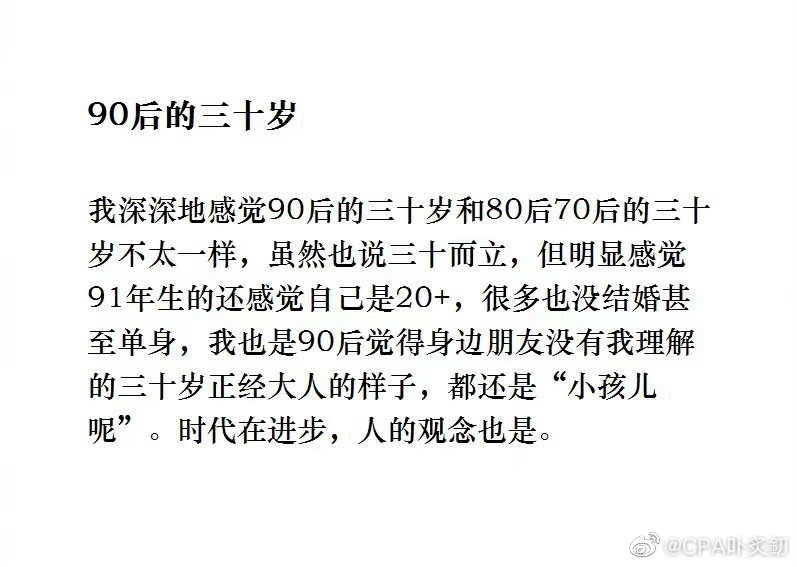 90后的三十岁
我深深地感觉90后的三十岁和80后70后的三十
岁不太一样，虽然也说三十而立，但明显感觉
91年生的还感觉自己是20+，很多也没结婚甚
至单身，我也是90后觉得身边朋友没有我理解
的三十岁正经大人的样子，都还是“小孩儿
呢”。时代在进步，人的观念也是。
@CPA卟炙釰